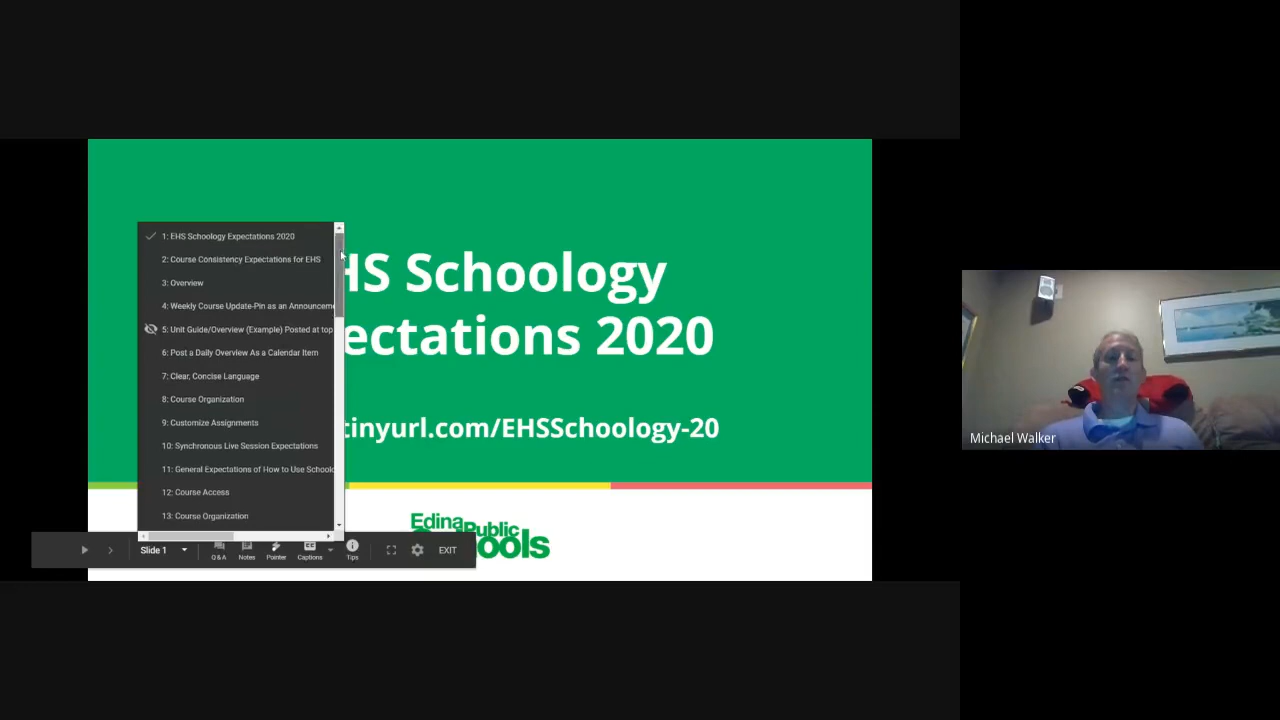 1: EHS Schoology Expectations 2020
2: Course Consistency Expectations for EHS
3: Overview
4: Weekly Course Update-Pin as an Announceme
5: Unit Guide/Overview (Example) Posted at top
6: Post a Daily Overview As a Calendar Item
7: Clear, Concise Language
8: Course Organization
9: Customize Assignments
10: Synchronous Live Session Expectations
11: General Expectations of How to Use Schoolo
12: Course Access
13: Course Organization
HS Schoology
ectations 2020
tinyurl.com/EHSSchoology-20
Edina Public
ools
Slide 1
Q & A
Notes
Pointer
Captions
Tips
EXIT
Michael Walker